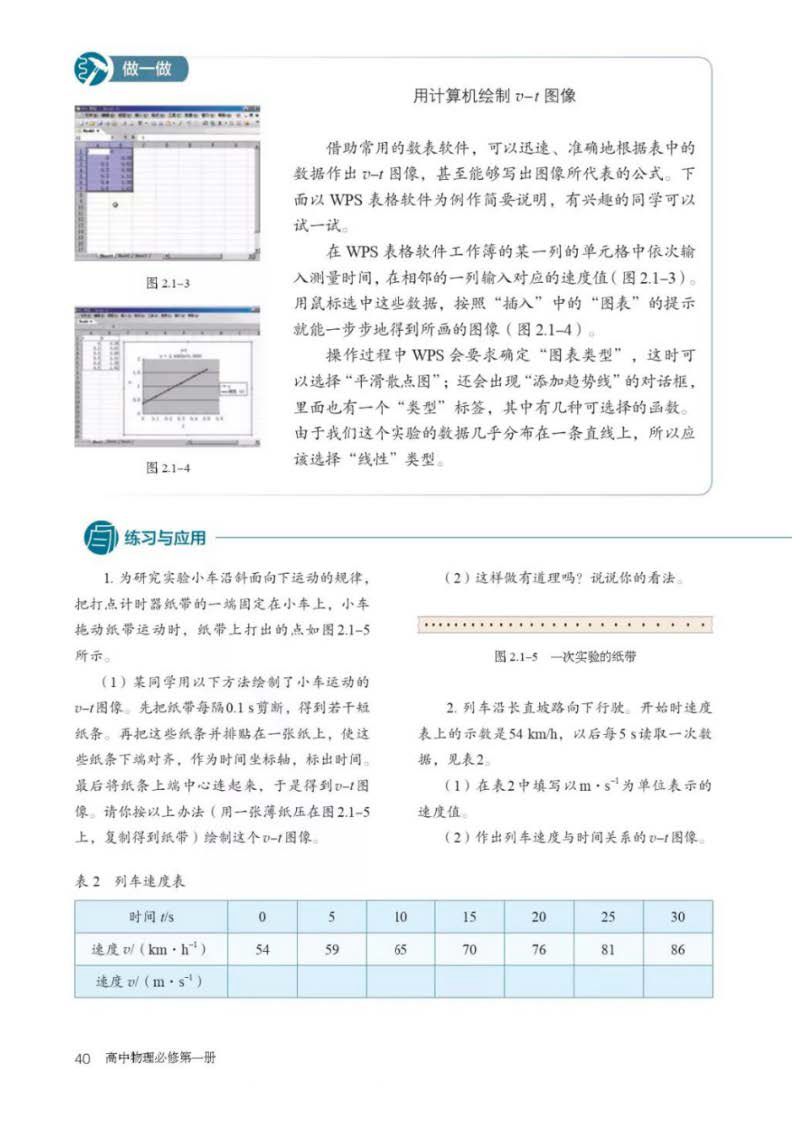 做一做
用计算机绘制 v–t 图像
借助常用的数表软件，可以迅速、准确地根据表中的
数据作出 v–t 图像，甚至能够写出图像所代表的公式。下
面以 WPS 表格软件为例作简要说明，有兴趣的同学可以
试一试。
在 WPS 表格软件工作簿的某一列的单元格中依次输
入测量时间，在相邻的一列输入对应的速度值（图 2.1–3）。
用鼠标选中这些数据，按照“插入”中的“图表”的提示
就能一步步地得到所画的图像（图 2.1–4）。
操作过程中 WPS 会要求确定“图表类型”，这时可
以选择“平滑散点图”；还会出现“添加趋势线”的对话框，
里面也有一个“类型”标签，其中有几种可选择的函数。
由于我们这个实验的数据几乎分布在一条直线上，所以应
该选择“线性”类型。
图 2.1–3
图 2.1–4
练习与应用
1. 为研究实验小车沿斜面向下运动的规律，
把打点计时器纸带的一端固定在小车上，小车
拖动纸带运动时，纸带上打出的点如图2.1–5
所示。
（1）某同学用以下方法绘制了小车运动的
v–t图像。先把纸带每隔0.1 s剪断，得到若干短
纸条。再把这些纸条并排贴在一张纸上，使这
些纸条下端对齐，作为时间坐标轴，标出时间。
最后将纸条上端中心连起来，于是得到v–t图
像。请你按以上办法（用一张薄纸压在图2.1–5
上，复制得到纸带）绘制这个v–t图像。
（2）这样做有道理吗？说说你的看法。
图 2.1–5 一次实验的纸带
2. 列车沿长直坡路向下行驶。开始时速度
表上的示数是54 km/h，以后每5 s读取一次数
据，见表2。
（1）在表2中填写以m·s⁻¹为单位表示的
速度值。
（2）作出列车速度与时间关系的v–t图像。
表 2 列车速度表
时间 t/s 0 5 10 15 20 25 30
速度 v/（km·h⁻¹） 54 59 65 70 76 81 86
速度 v/（m·s⁻¹）
40 高中物理必修第一册